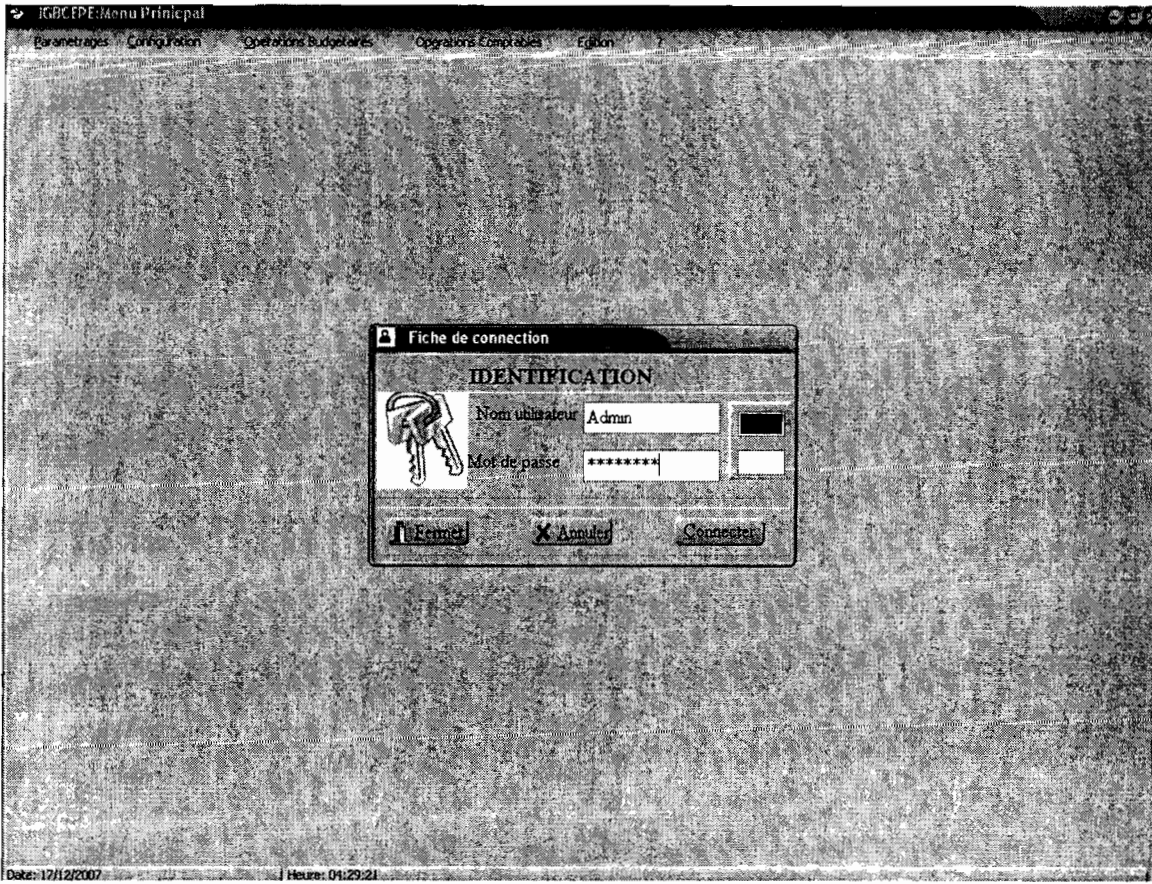 iGBCEPE:Menu Prinicpal
Parametrages Configuration Operations Budgetaires Operations Comptables Edition ?
Fiche de connection
IDENTIFICATION
Nom utilisateur Admin
Mot de passe ********
Fermer Annuler Connecter
Date: 17/12/2007 Heure: 04:29:21